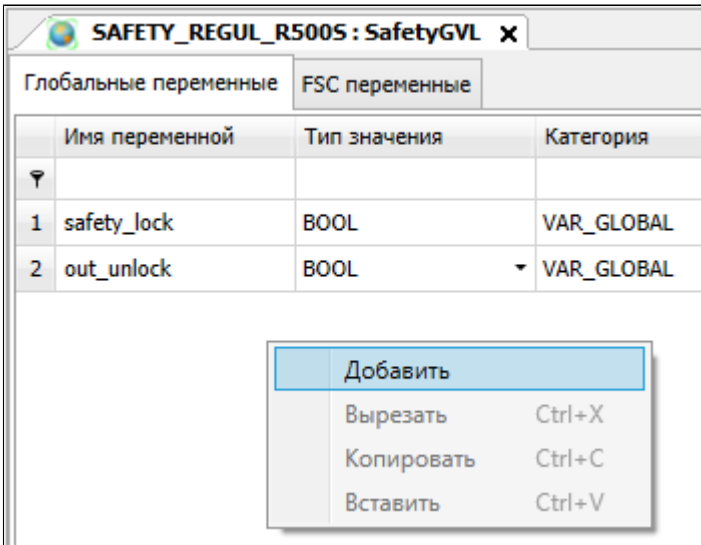 SAFETY_REGUL_R500S : SafetyGVL x
Глобальные переменные FSC переменные
Имя переменной Тип значения Категория
1 safety_lock BOOL VAR_GLOBAL
2 out_unlock BOOL VAR_GLOBAL
Добавить
Вырезать Ctrl+X
Копировать Ctrl+C
Вставить Ctrl+V